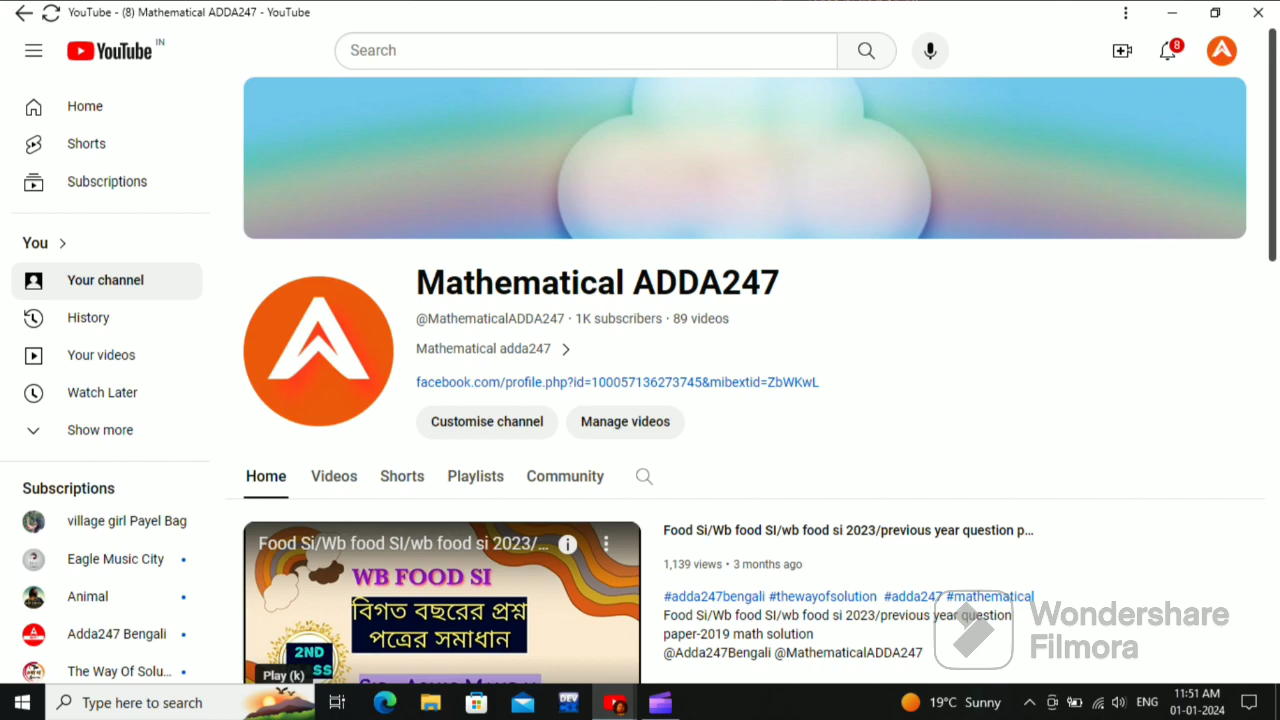 YouTube - (8) Mathematical ADDA247 - YouTube
YouTube IN
Search
8
Home
Shorts
Subscriptions
You
Your channel
History
Your videos
Watch Later
Show more
Subscriptions
village girl Payel Bag
Eagle Music City
Animal
Adda247 Bengali
The Way Of Solu...
Mathematical ADDA247
@MathematicalADDA247 · 1K subscribers · 89 videos
Mathematical adda247
facebook.com/profile.php?id=100057136273745&mibextid=ZbWKwL
Customise channel
Manage videos
Home Videos Shorts Playlists Community
Food Si/Wb food SI/wb food si 2023/...
WB FOOD SI
বিগত বছরের প্রশ্ন
পত্রের সমাধান
2ND
Play (k)
Food Si/Wb food SI/wb food si 2023/previous year question p...
1,139 views • 3 months ago
#adda247bengali #thewayofsolution #adda247 #mathematical
Food Si/Wb food SI/wb food si 2023/previous year question
paper-2019 math solution
@Adda247Bengali @MathematicalADDA247
Wondershare
Filmora
Type here to search
DEV
19°C Sunny
ENG
11:51 AM
01-01-2024